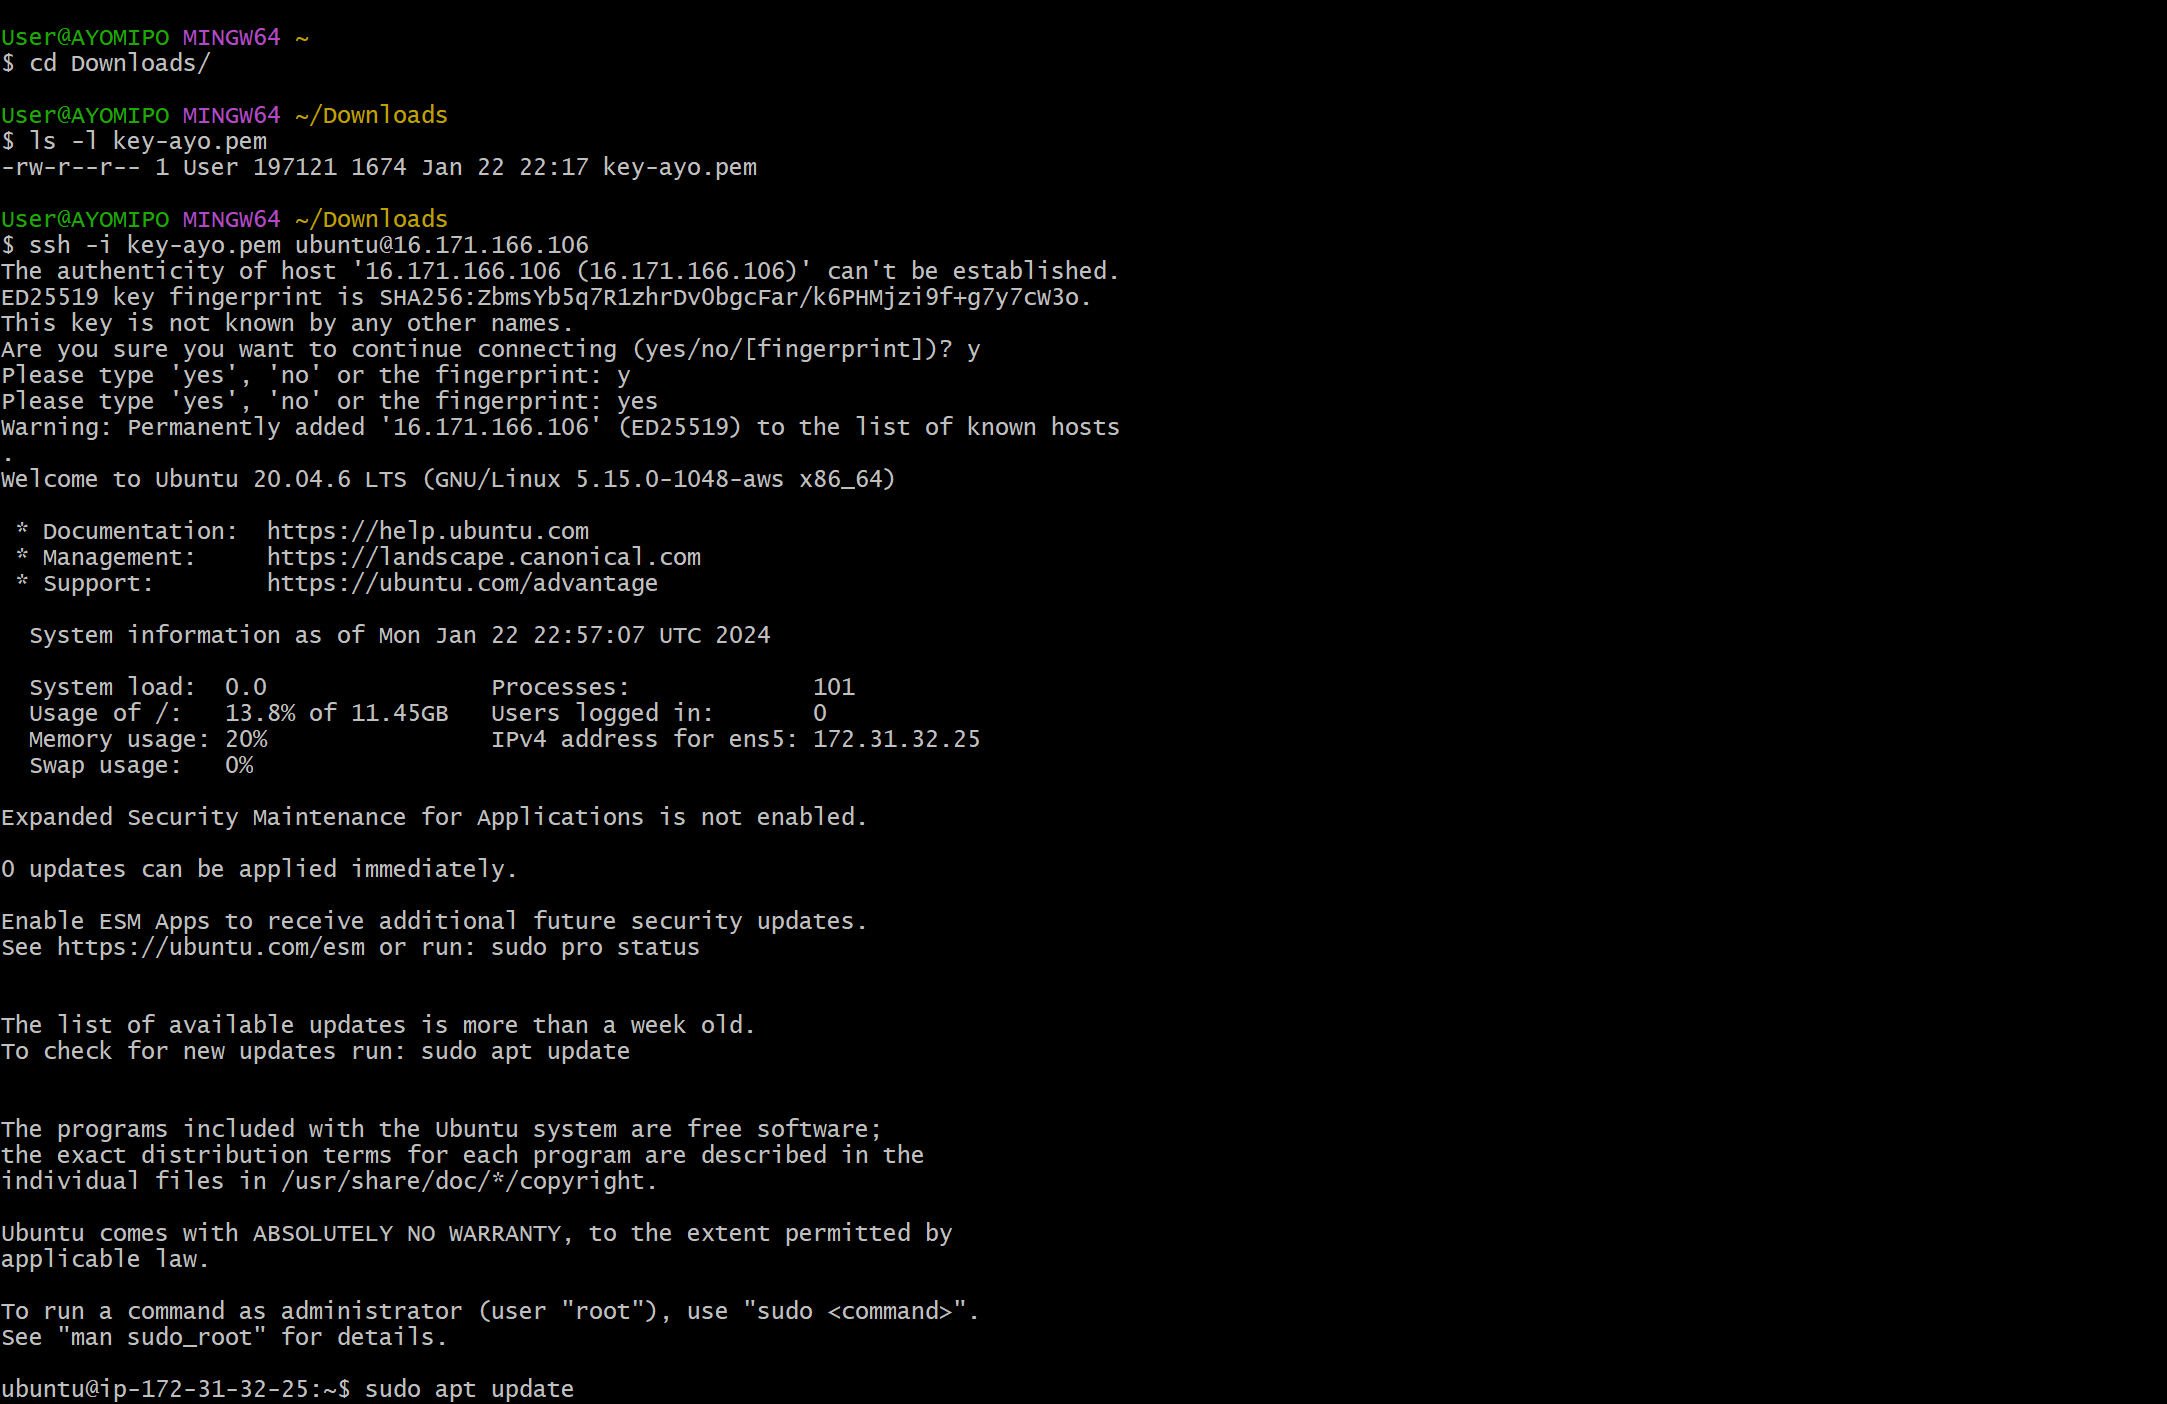 User@AYOMIPO MINGW64 ~
$ cd Downloads/
User@AYOMIPO MINGW64 ~/Downloads
$ ls -l key-ayo.pem
-rw-r--r-- 1 User 197121 1674 Jan 22 22:17 key-ayo.pem
User@AYOMIPO MINGW64 ~/Downloads
$ ssh -i key-ayo.pem ubuntu@16.171.166.106
The authenticity of host '16.171.166.106 (16.171.166.106)' can't be established.
ED25519 key fingerprint is SHA256:ZbmsYb5q7R1zhrDvObgcFar/k6PHMjzi9f+g7y7cW3o.
This key is not known by any other names.
Are you sure you want to continue connecting (yes/no/[fingerprint])? y
Please type 'yes', 'no' or the fingerprint: y
Please type 'yes', 'no' or the fingerprint: yes
Warning: Permanently added '16.171.166.106' (ED25519) to the list of known hosts
.
Welcome to Ubuntu 20.04.6 LTS (GNU/Linux 5.15.0-1048-aws x86_64)
* Documentation:  https://help.ubuntu.com
* Management:     https://landscape.canonical.com
* Support:        https://ubuntu.com/advantage
System information as of Mon Jan 22 22:57:07 UTC 2024
System load:  0.0                Processes:             101
Usage of /:   13.8% of 11.45GB   Users logged in:       0
Memory usage: 20%                IPv4 address for ens5: 172.31.32.25
Swap usage:   0%
Expanded Security Maintenance for Applications is not enabled.
0 updates can be applied immediately.
Enable ESM Apps to receive additional future security updates.
See https://ubuntu.com/esm or run: sudo pro status
The list of available updates is more than a week old.
To check for new updates run: sudo apt update
The programs included with the Ubuntu system are free software;
the exact distribution terms for each program are described in the
individual files in /usr/share/doc/*/copyright.
Ubuntu comes with ABSOLUTELY NO WARRANTY, to the extent permitted by
applicable law.
To run a command as administrator (user "root"), use "sudo <command>".
See "man sudo_root" for details.
ubuntu@ip-172-31-32-25:~$ sudo apt update